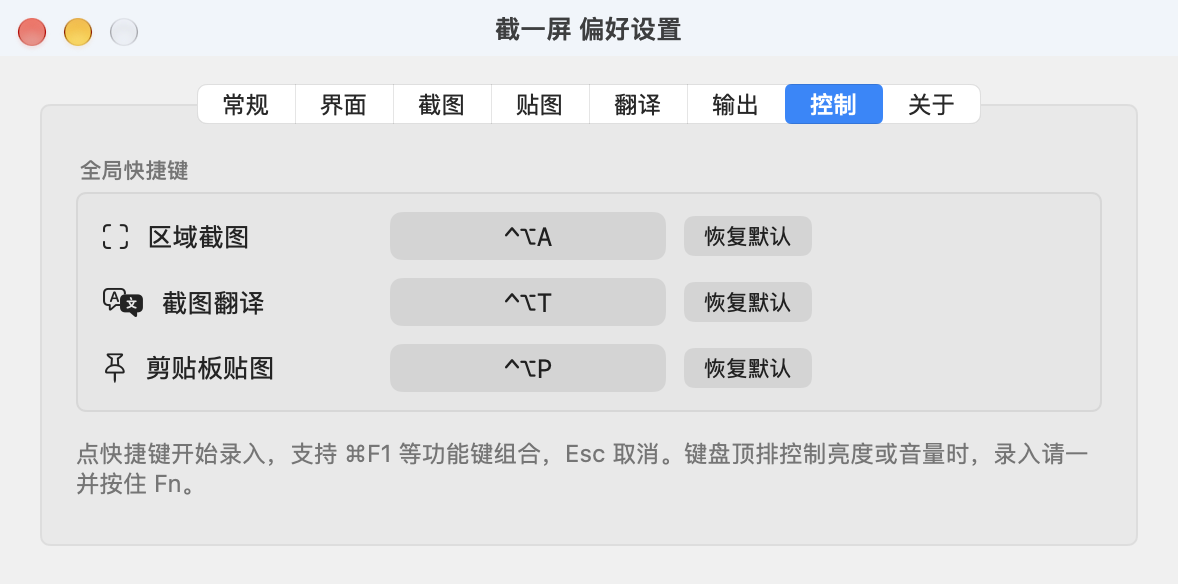 截一屏 偏好设置
常规 界面 截图 贴图 翻译 输出 控制 关于
全局快捷键
区域截图 ^⌥A 恢复默认
A 文 截图翻译 ^⌥T 恢复默认
剪贴板贴图 ^⌥P 恢复默认
点快捷键开始录入，支持 ⌘F1 等功能键组合，Esc 取消。键盘顶排控制亮度或音量时，录入请一
并按住 Fn。